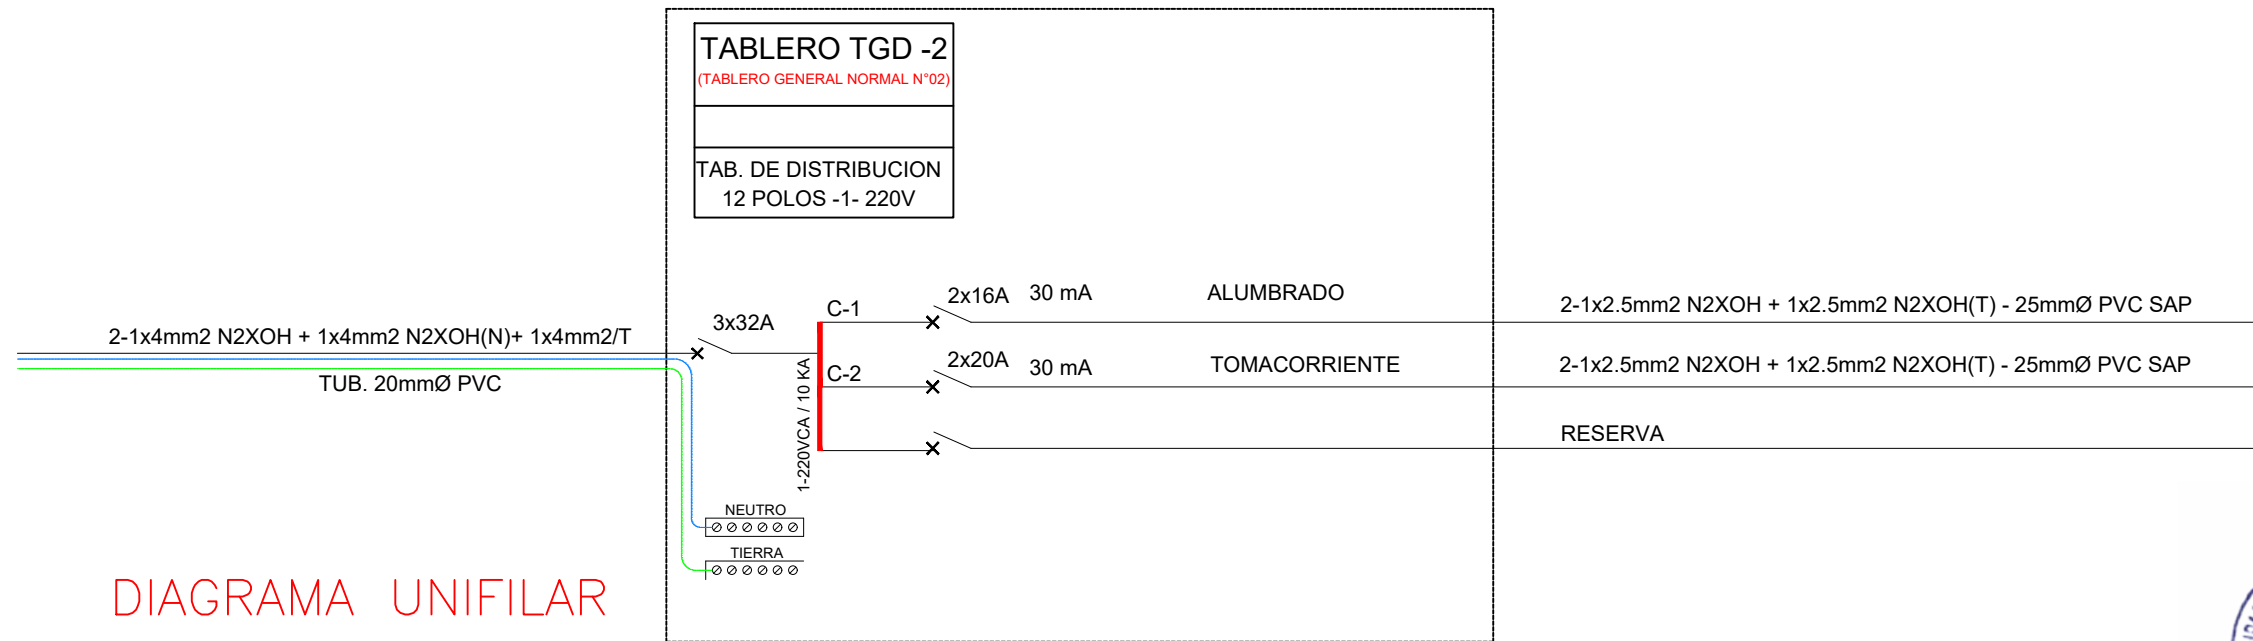 TABLERO TGD -2
(TABLERO GENERAL NORMAL N°02)
TAB. DE DISTRIBUCION
12 POLOS -1- 220V
2-1x4mm2 N2XOH + 1x4mm2 N2XOH(N)+ 1x4mm2/T
TUB. 20mmØ PVC
3x32A
1-220VCA / 10 KA
C-1
2x16A
30 mA
ALUMBRADO
2-1x2.5mm2 N2XOH + 1x2.5mm2 N2XOH(T) - 25mmØ PVC SAP
C-2
2x20A
30 mA
TOMACORRIENTE
2-1x2.5mm2 N2XOH + 1x2.5mm2 N2XOH(T) - 25mmØ PVC SAP
RESERVA
NEUTRO
TIERRA
DIAGRAMA UNIFILAR